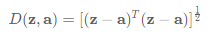 D(𝐳,𝐚) = [(𝐳 − 𝐚)ᵀ(𝐳 − 𝐚)]^½